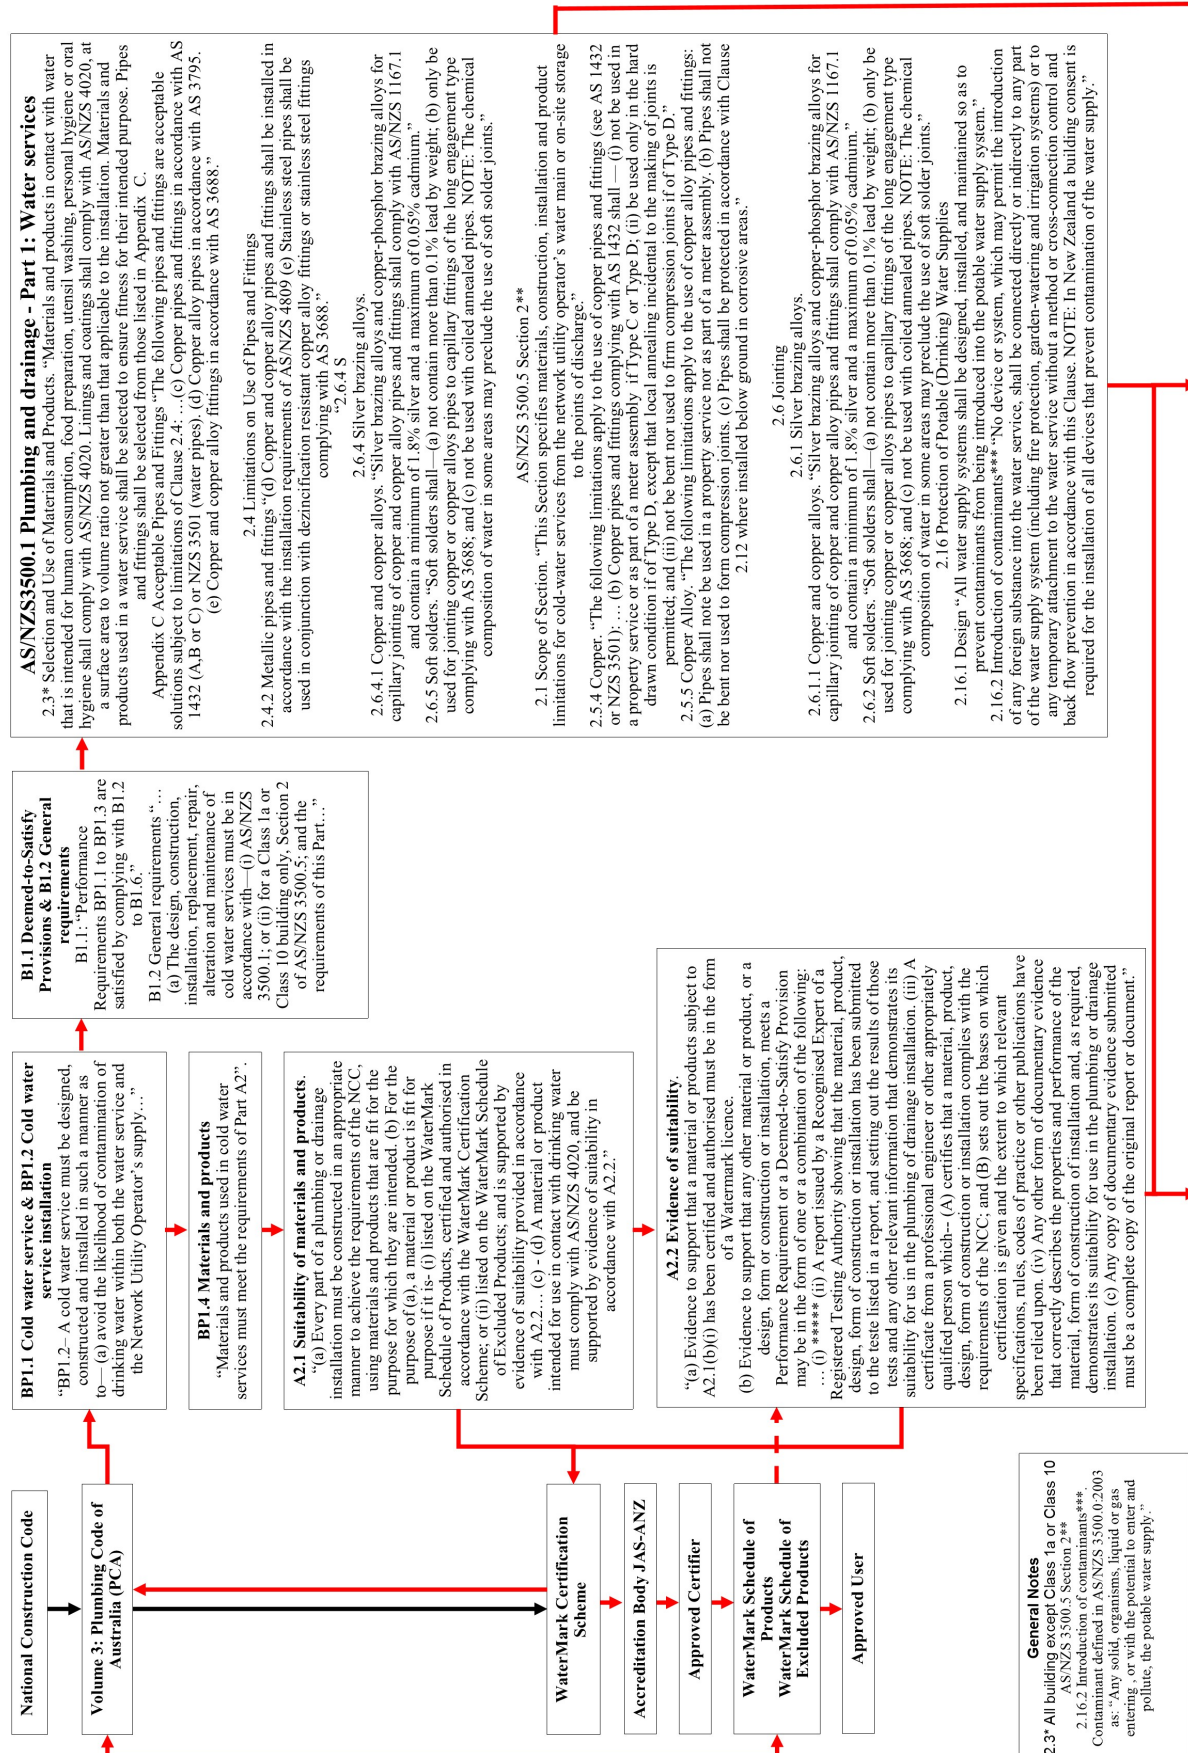 National Construction Code
Volume 3: Plumbing Code of
Australia (PCA)
WaterMark Certification
Scheme
Accreditation Body JAS-ANZ
Approved Certifier
WaterMark Schedule of
Products
WaterMark Schedule of
Excluded Products
Approved User
General Notes
2.3* All building except Class 1a or Class 10
AS/NZS 3500.5 Section 2**
2.16.2 Introduction of contaminants***.
Contaminant defined in AS/NZS 3500.0:2003
as: “Any solid, organisms, liquid or gas
entering , or with the potential to enter and
pollute, the potable water supply.”
BP1.1 Cold water service & BP1.2 Cold water
service installation
“BP1.2– A cold water service must be designed,
constructed and installed in such a manner as
to— (a) avoid the likelihood of contamination of
drinking water within both the water service and
the Network Utility Operator’s supply…”
BP1.4 Materials and products
“Materials and products used in cold water
services must meet the requirements of Part A2”.
A2.1 Suitability of materials and products.
“(a) Every part of a plumbing or drainage
installation must be constructed in an appropriate
manner to achieve the requirements of the NCC,
using materials and products that are fit for the
purpose for which they are intended. (b) For the
purpose of (a), a material or product is fit for
purpose if it is- (i) listed on the WaterMark
Schedule of Products, certified and authorised in
accordance with the WaterMark Certification
Scheme; or (ii) listed on the WaterMark Schedule
of Excluded Products; and is supported by
evidence of suitability provided in accordance
with A2.2… (c) - (d) A material or product
intended for use in contact with drinking water
must comply with AS/NZS 4020, and be
supported by evidence of suitability in
accordance with A2.2.”
A2.2 Evidence of suitability.
“(a) Evidence to support that a material or products subject to
A2.1(b)(i) has been certified and authorised must be in the form
of a Watermark licence.
(b) Evidence to support that any other material or product, or a
design, form or construction or installation, meets a
Performance Requirement or a Deemed-to-Satisfy Provision
may be in the form of one or a combination of the following:
… (i) ***** (ii) A report issued by a Recognised Expert of a
Registered Testing Authority showing that the material, product,
design, form of construction or installation has been submitted
to the teste listed in a report, and setting out the results of those
tests and any other relevant information that demonstrates its
suitability for us in the plumbing of drainage installation. (iii) A
certificate from a professional engineer or other appropriately
qualified person which-- (A) certifies that a material, product,
design, form of construction or installation complies with the
requirements of the NCC; and (B) sets out the bases on which
certification is given and the extent to which relevant
specifications, rules, codes of practice or other publications have
been relied upon. (iv) Any other form of documentary evidence
that correctly describes the properties and performance of the
material, form of construction of installation and, as required,
demonstrates its suitability for use in the plumbing or drainage
installation. (c) Any copy of documentary evidence submitted
must be a complete copy of the original report or document.”
B1.1 Deemed-to-Satisfy
Provisions & B1.2 General
requirements
B1.1: “Performance
Requirements BP1.1 to BP1.3 are
satisfied by complying with B1.2
to B1.6.”
B1.2 General requirements “…
(a) The design, construction,
installation, replacement, repair,
alteration and maintenance of
cold water services must be in
accordance with—(i) AS/NZS
3500.1; or (ii) for a Class 1a or
Class 10 building only, Section 2
of AS/NZS 3500.5; and the
requirements of this Part…”
AS/NZS3500.1 Plumbing and drainage - Part 1: Water services
2.3* Selection and Use of Materials and Products. “Materials and products in contact with water
that is intended for human consumption, food preparation, utensil washing, personal hygiene or oral
hygiene shall comply with AS/NZS 4020. Linings and coatings shall comply with AS/NZS 4020, at
a surface area to volume ratio not greater than that applicable to the installation. Materials and
products used in a water service shall be selected to ensure fitness for their intended purpose. Pipes
and fittings shall be selected from those listed in Appendix C.
Appendix C Acceptable Pipes and Fittings “The following pipes and fittings are acceptable
solutions subject to limitations of Clause 2.4: …(c) Copper pipes and fittings in accordance with AS
1432 (A,B or C) or NZS 3501 (water pipes). (d) Copper alloy pipes in accordance with AS 3795.
(e) Copper and copper alloy fittings in accordance with AS 3688.”
2.4 Limitations on Use of Pipes and Fittings
2.4.2 Metallic pipes and fittings “(d) Copper and copper alloy pipes and fittings shall be installed in
accordance with the installation requirements of AS/NZS 4809 (e) Stainless steel pipes shall be
used in conjunction with dezincification resistant copper alloy fittings or stainless steel fittings
complying with AS 3688.”
“2.6.4 S
2.6.4 Silver brazing alloys
2.6.4.1 Copper and copper alloys. “Silver brazing alloys and copper-phosphor brazing alloys for
capillary jointing of copper and copper alloy pipes and fittings shall comply with AS/NZS 1167.1
and contain a minimum of 1.8% silver and a maximum of 0.05% cadmium.”
2.6.5 Soft solders. “Soft solders shall—(a) not contain more than 0.1% lead by weight; (b) only be
used for jointing copper or copper alloys pipes to capillary fittings of the long engagement type
complying with AS 3688; and (c) not be used with coiled annealed pipes. NOTE: The chemical
composition of water in some areas may preclude the use of soft solder joints.”
AS/NZS 3500.5 Section 2**
2.1 Scope of Section. “This Section specifies materials, construction, installation and product
limitations for cold-water services from the network utility operator’s water main or on-site storage
to the points of discharge.”
2.5.4 Copper. “The following limitations apply to the use of copper pipes and fittings (see AS 1432
or NZS 3501): … (b) Copper pipes and fittings complying with AS 1432 shall — (i) not be used in
a property service or as part of a meter assembly. if Type C or Type D; (ii) be used only in the hard
drawn condition if of Type D, except that local annealing incidental to the making of joints is
permitted; and (iii) not be bent nor used to firm compression joints if of Type D.”
2.5.5 Copper Alloy. “The following limitations apply to the use of copper alloy pipes and fittings:
(a) Pipes shall note be used in a property service nor as part of a meter assembly. (b) Pipes shall not
be bent nor used to form compression joints. (c) Pipes shall be protected in accordance with Clause
2.12 where installed below ground in corrosive areas.”
2.6 Jointing
2.6.1 Silver brazing alloys.
2.6.1.1 Copper and copper alloys. “Silver brazing alloys and copper-phosphor brazing alloys for
capillary jointing of copper and copper alloy pipes and fittings shall comply with AS/NZS 1167.1
and contain a minimum of 1.8% silver and a maximum of 0.05% cadmium.”
2.6.2 Soft solders. “Soft solders shall—(a) not contain more than 0.1% lead by weight; (b) only be
used for jointing copper or copper alloys pipes to capillary fittings of the long engagement type
complying with AS 3688; and (c) not be used with coiled annealed pipes. NOTE: The chemical
composition of water in some areas may preclude the use of soft solder joints.”
2.16 Protection of Potable (Drinking) Water Supplies
2.16.1 Design “All water supply systems shall be designed, installed, and maintained so as to
prevent contaminants from being introduced into the potable water supply system.”
2.16.2 Introduction of contaminants*** “No device or system, which may permit the introduction
of any foreign substance into the water service, shall be connected directly or indirectly to any part
of the water supply system (including fire protection, garden-watering and irrigation systems) or to
any temporary attachment to the water service without a method or cross-connection control and
back flow prevention in accordance with this Clause. NOTE: In New Zealand a building consent is
required for the installation of all devices that prevent contamination of the water supply.”